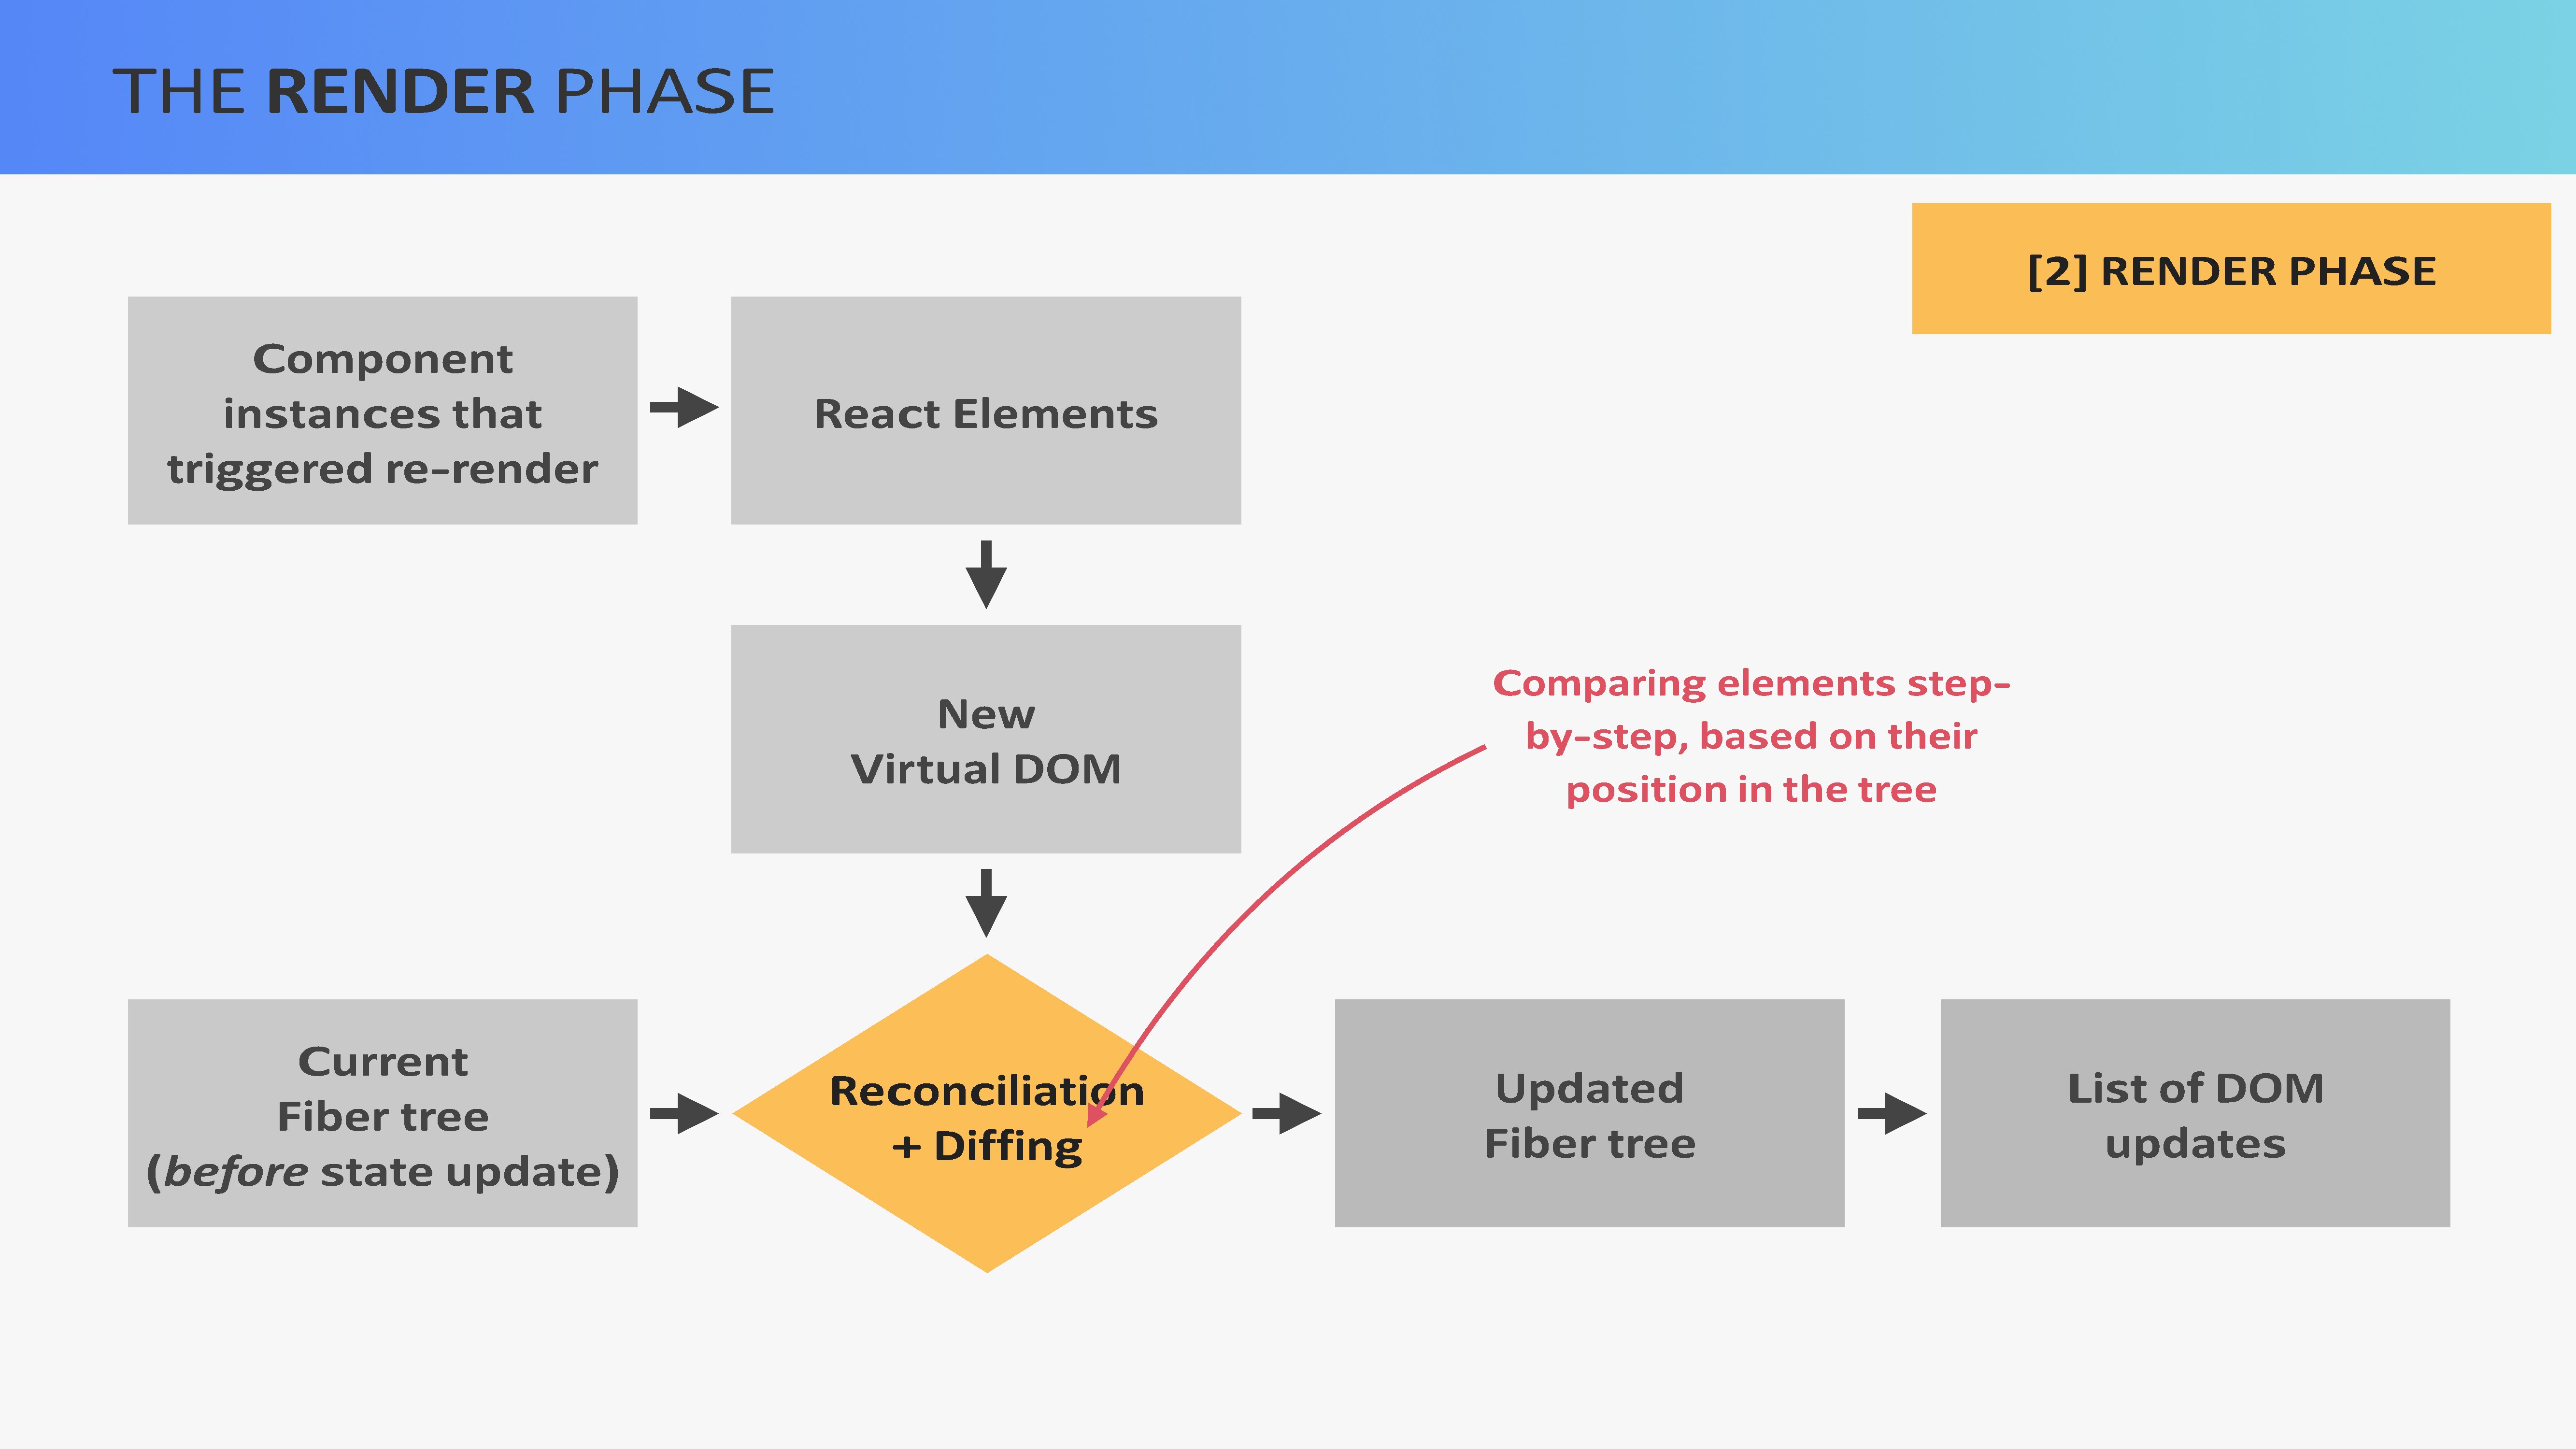 THE RENDER PHASE
[2] RENDER PHASE
Component
instances that
triggered re-render
React Elements
New
Virtual DOM
Comparing elements step-
by-step, based on their
position in the tree
Current
Fiber tree
(before state update)
Reconciliation
+ Diffing
Updated
Fiber tree
List of DOM
updates